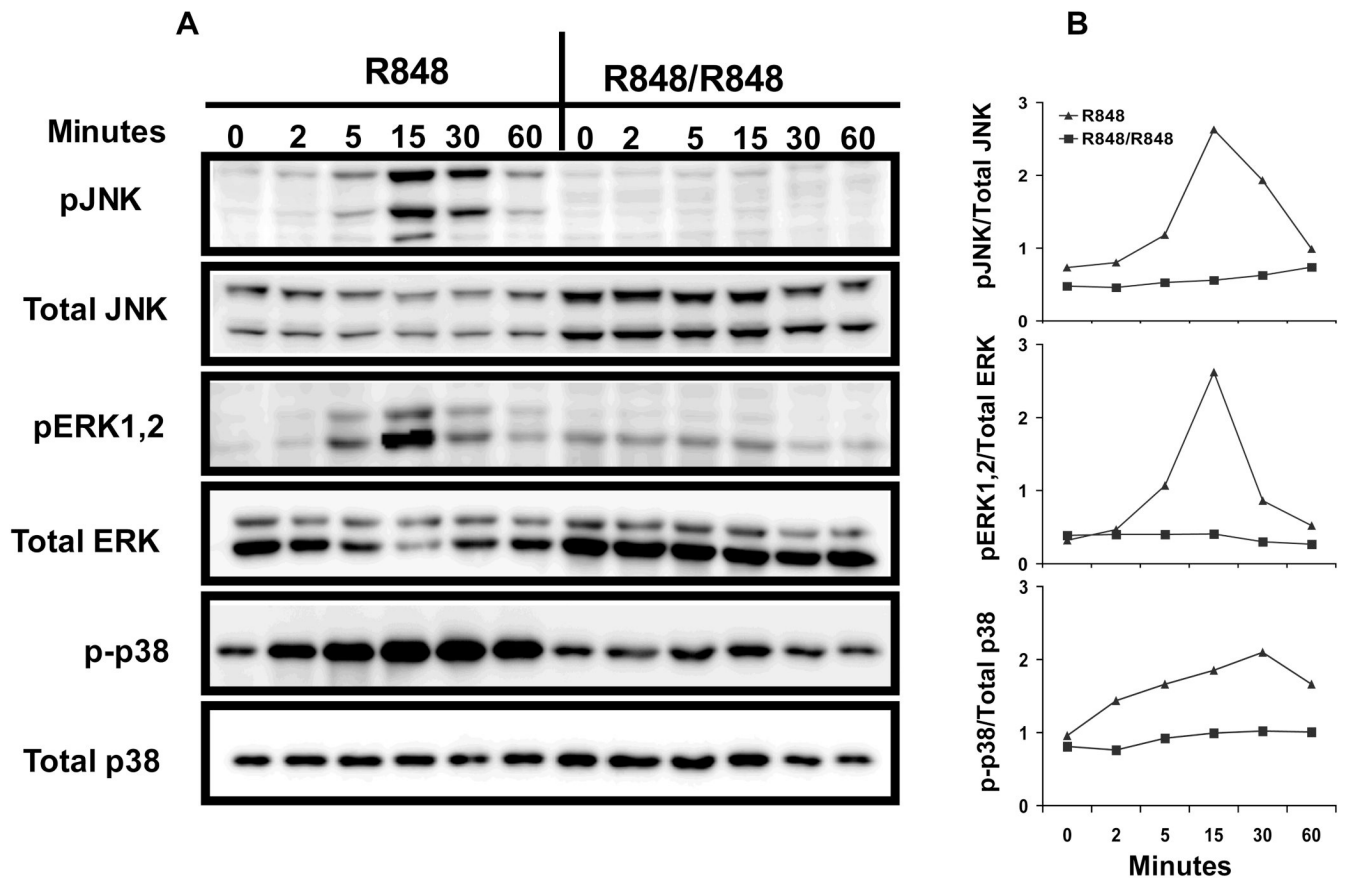 A
B
R848
R848/R848
Minutes 0 2 5 15 30 60 0 2 5 15 30 60
pJNK
Total JNK
pERK1,2
Total ERK
p-p38
Total p38
pJNK/Total JNK
3
2
1
0
R848
R848/R848
pERK1,2/Total ERK
3
2
1
0
p-p38/Total p38
3
2
1
0
0 2 5 15 30 60
Minutes